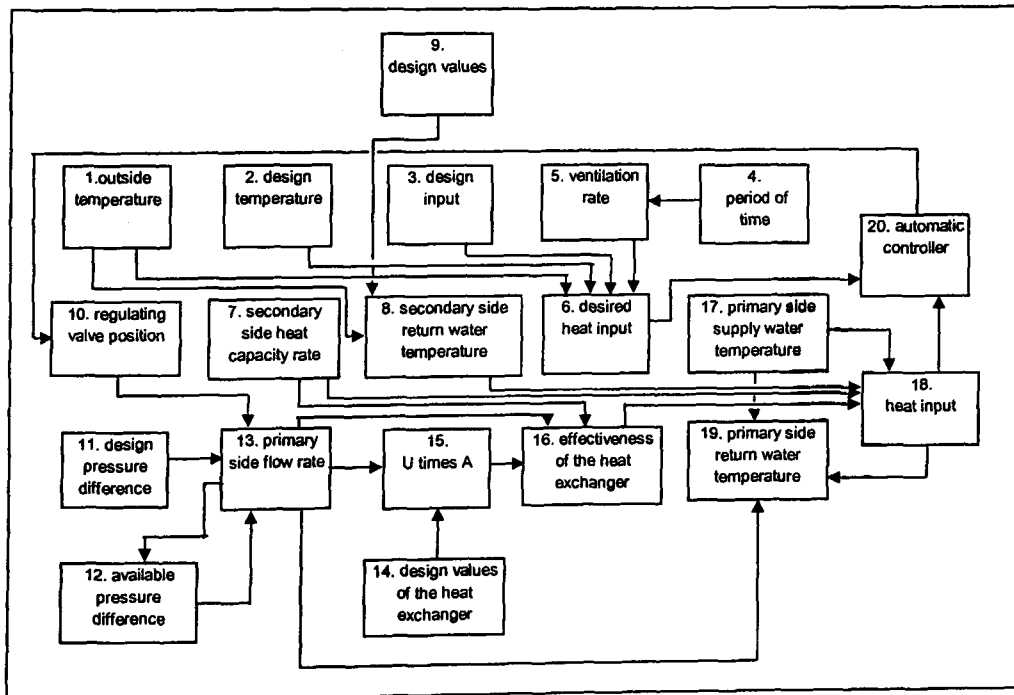 9.
design values
1.outside
temperature
2. design
temperature
3. design
input
5. ventilation
rate
4.
period of
time
20. automatic
controller
10. regulating
valve position
7. secondary
side heat
capacity rate
8. secondary side
return water
temperature
6. desired
heat input
17. primary side
supply water
temperature
18.
heat input
11. design
pressure
difference
13. primary
side flow rate
15.
U times A
16. effectiveness
of the heat
exchanger
19. primary side
return water
temperature
12. available
pressure
difference
14. design values
of the heat
exchanger